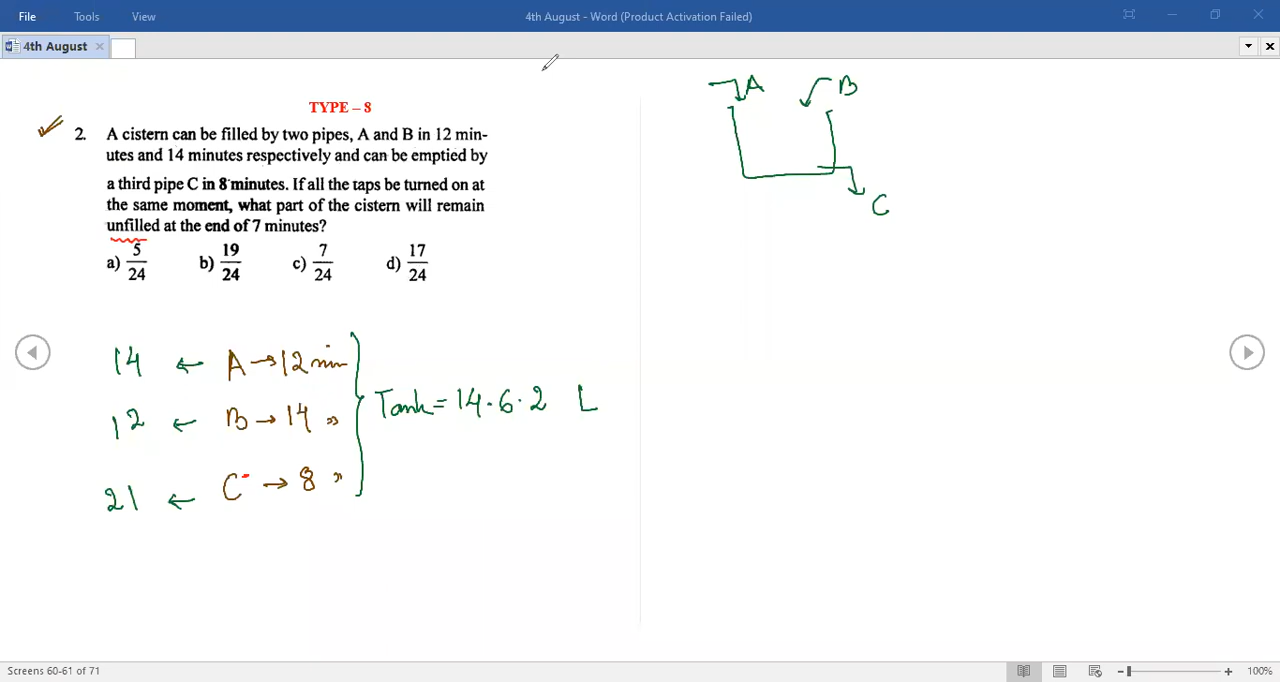 File Tools View 4th August - Word (Product Activation Failed)
4th August
TYPE – 8
2. A cistern can be filled by two pipes, A and B in 12 min-
utes and 14 minutes respectively and can be emptied by
a third pipe C in 8 minutes. If all the taps be turned on at
the same moment, what part of the cistern will remain
unfilled at the end of 7 minutes?
a) 5/24 b) 19/24 c) 7/24 d) 17/24
14 ← A → 12 min
12 ← B → 14 "
21 ← C⁻ → 8 "
Tank = 14·6·2 L
A B
C
Screens 60-61 of 71 100%